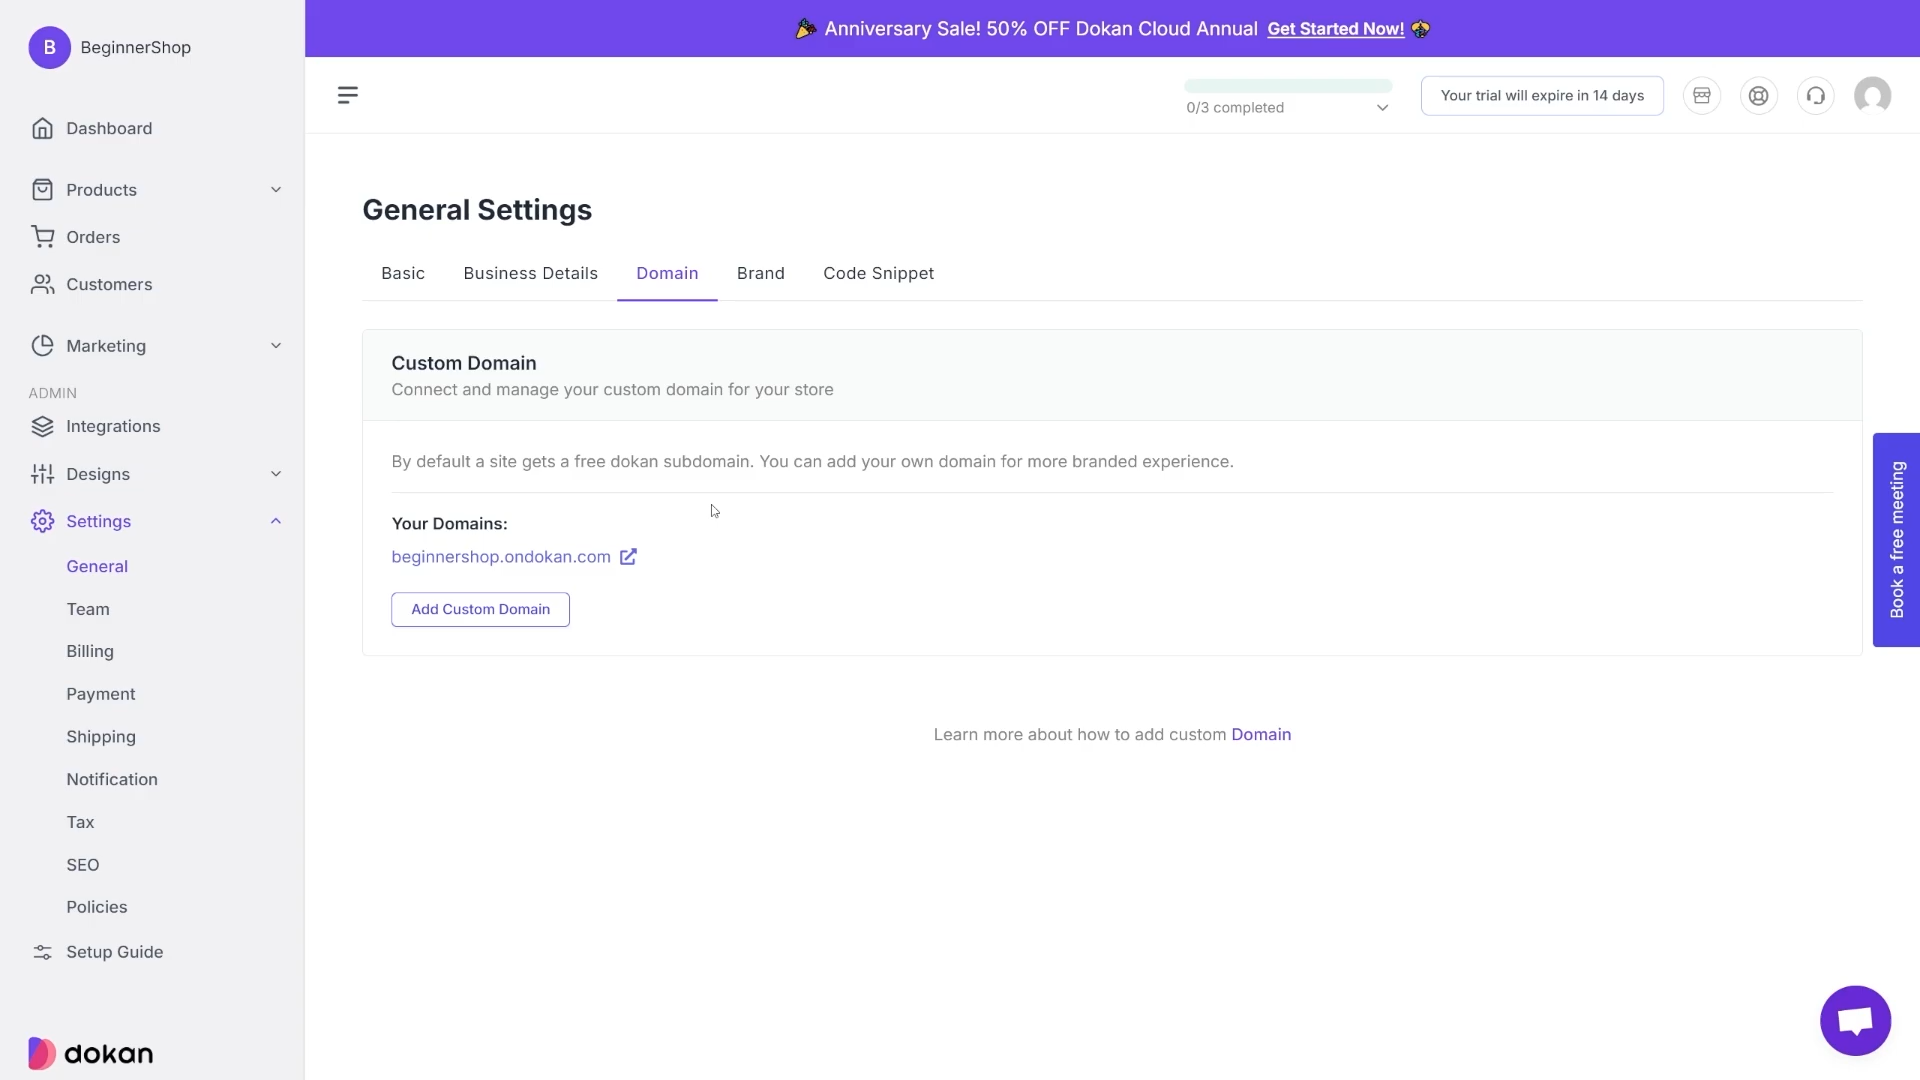 B BeginnerShop
Anniversary Sale! 50% OFF Dokan Cloud Annual Get Started Now!
0/3 completed
Your trial will expire in 14 days
Dashboard
Products
Orders
Customers
Marketing
ADMIN
Integrations
Designs
Settings
General
Team
Billing
Payment
Shipping
Notification
Tax
SEO
Policies
Setup Guide
dokan
General Settings
Basic Business Details Domain Brand Code Snippet
Custom Domain
Connect and manage your custom domain for your store
By default a site gets a free dokan subdomain. You can add your own domain for more branded experience.
Your Domains:
beginnershop.ondokan.com
Add Custom Domain
Learn more about how to add custom Domain
Book a free meeting